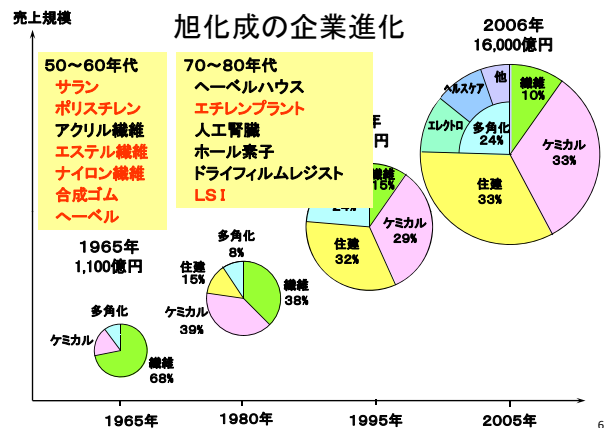 売上規模
旭化成の企業進化
50～60年代
サラン
ポリスチレン
アクリル繊維
エステル繊維
ナイロン繊維
合成ゴム
ヘーベル
70～80年代
ヘーベルハウス
エチレンプラント
人工腎臓
ホール素子
ドライフィルムレジスト
ＬＳＩ
1965年
1,100億円
多角化
ケミカル
繊維
68%
多角化
8%
住建
15%
ケミカル
39%
繊維
38%
年
円
繊維
24%
住建
32%
ケミカル
29%
2006年
16,000億円
他
ヘルスケア
エレクトロ
多角化
24%
繊維
10%
ケミカル
33%
住建
33%
1965年
1980年
1995年
2005年
6